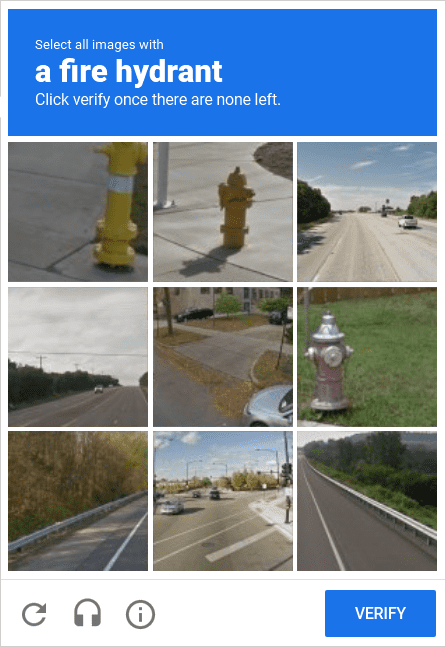 Select all images with
a fire hydrant
Click verify once there are none left.
VERIFY